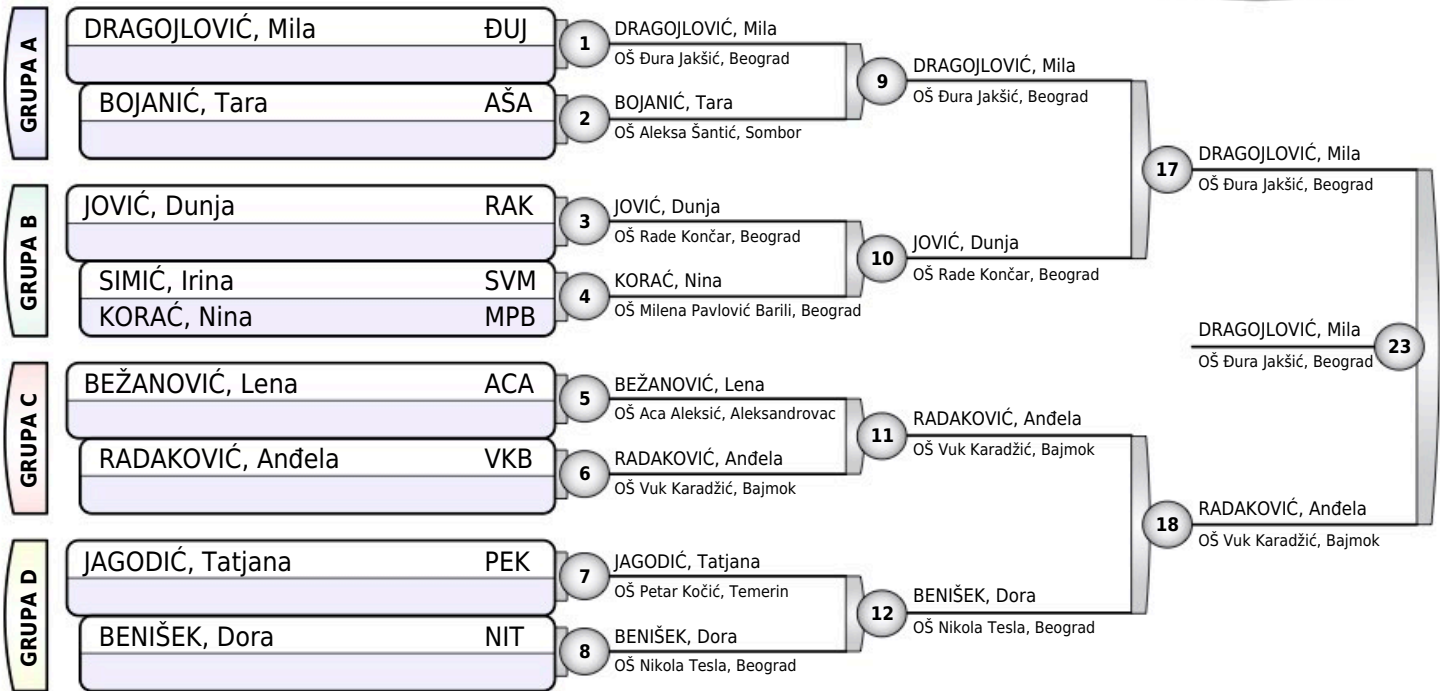 GRUPA A
DRAGOJLOVIĆ, Mila ĐUJ
BOJANIĆ, Tara AŠA
GRUPA B
JOVIĆ, Dunja RAK
SIMIĆ, Irina SVM
KORAĆ, Nina MPB
GRUPA C
BEŽANOVIĆ, Lena ACA
RADAKOVIĆ, Anđela VKB
GRUPA D
JAGODIĆ, Tatjana PEK
BENIŠEK, Dora NIT
1
DRAGOJLOVIĆ, Mila
OŠ Đura Jakšić, Beograd
2
BOJANIĆ, Tara
OŠ Aleksa Šantić, Sombor
3
JOVIĆ, Dunja
OŠ Rade Končar, Beograd
4
KORAĆ, Nina
OŠ Milena Pavlović Barili, Beograd
5
BEŽANOVIĆ, Lena
OŠ Aca Aleksić, Aleksandrovac
6
RADAKOVIĆ, Anđela
OŠ Vuk Karadžić, Bajmok
7
JAGODIĆ, Tatjana
OŠ Petar Kočić, Temerin
8
BENIŠEK, Dora
OŠ Nikola Tesla, Beograd
9
DRAGOJLOVIĆ, Mila
OŠ Đura Jakšić, Beograd
10
JOVIĆ, Dunja
OŠ Rade Končar, Beograd
11
RADAKOVIĆ, Anđela
OŠ Vuk Karadžić, Bajmok
12
BENIŠEK, Dora
OŠ Nikola Tesla, Beograd
17
DRAGOJLOVIĆ, Mila
OŠ Đura Jakšić, Beograd
18
RADAKOVIĆ, Anđela
OŠ Vuk Karadžić, Bajmok
DRAGOJLOVIĆ, Mila
OŠ Đura Jakšić, Beograd
23